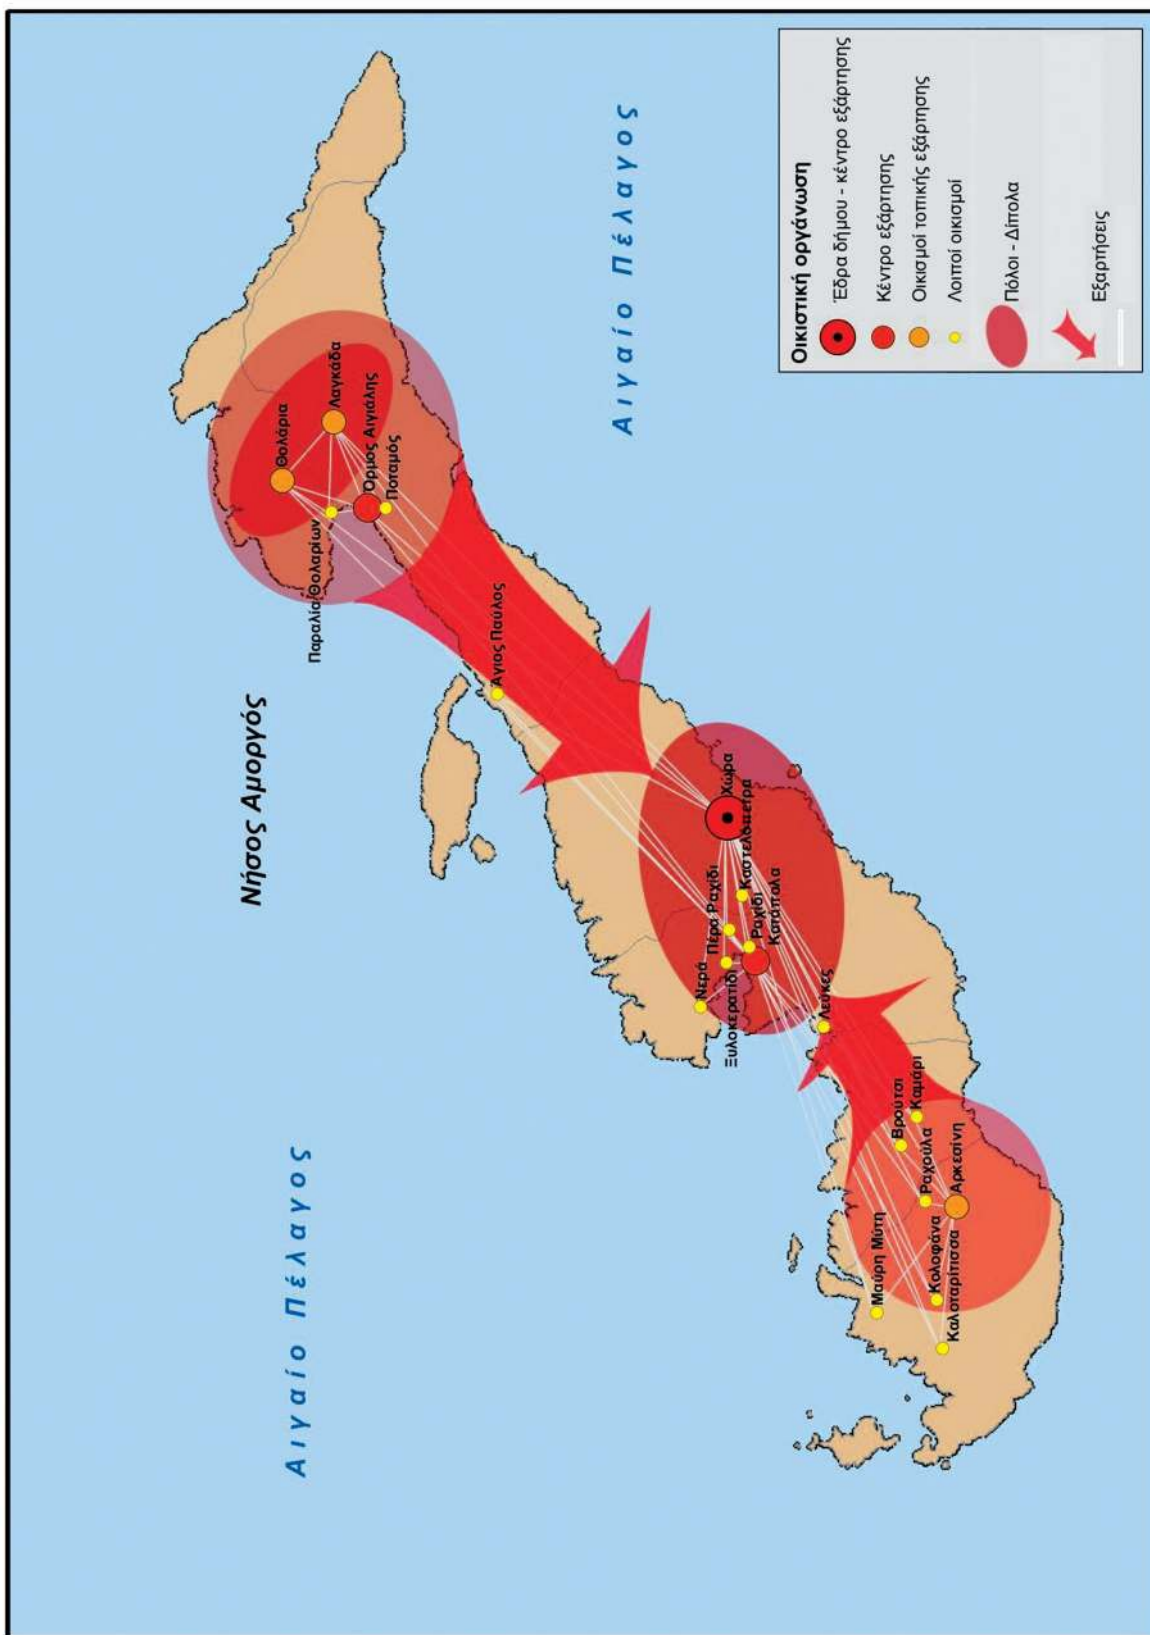 Νήσος Αμοργός
Αιγαίο Πέλαγος
Αιγαίο Πέλαγος
Θολάρια
Λαγκάδα
Όρμος Αιγιάλης
Ποταμός
Παραλία Θολαρίων
Άγιος Παύλος
Χώρα
Καστελόπετρα
Πέρα Ραχίδι
Ραχίδι
Κατάπολα
Νερά
Ξυλοκερατίδι
Λεύκες
Βρούτσι
Καμάρι
Ραχούλα
Αρκεσίνη
Μαύρη Μύτη
Κολοφάνα
Καλοταρίτισσα
Οικιστική οργάνωση
Έδρα δήμου - κέντρο εξάρτησης
Κέντρο εξάρτησης
Οικισμοί τοπικής εξάρτησης
Λοιποί οικισμοί
Πόλοι - Δίπολα
Εξαρτήσεις